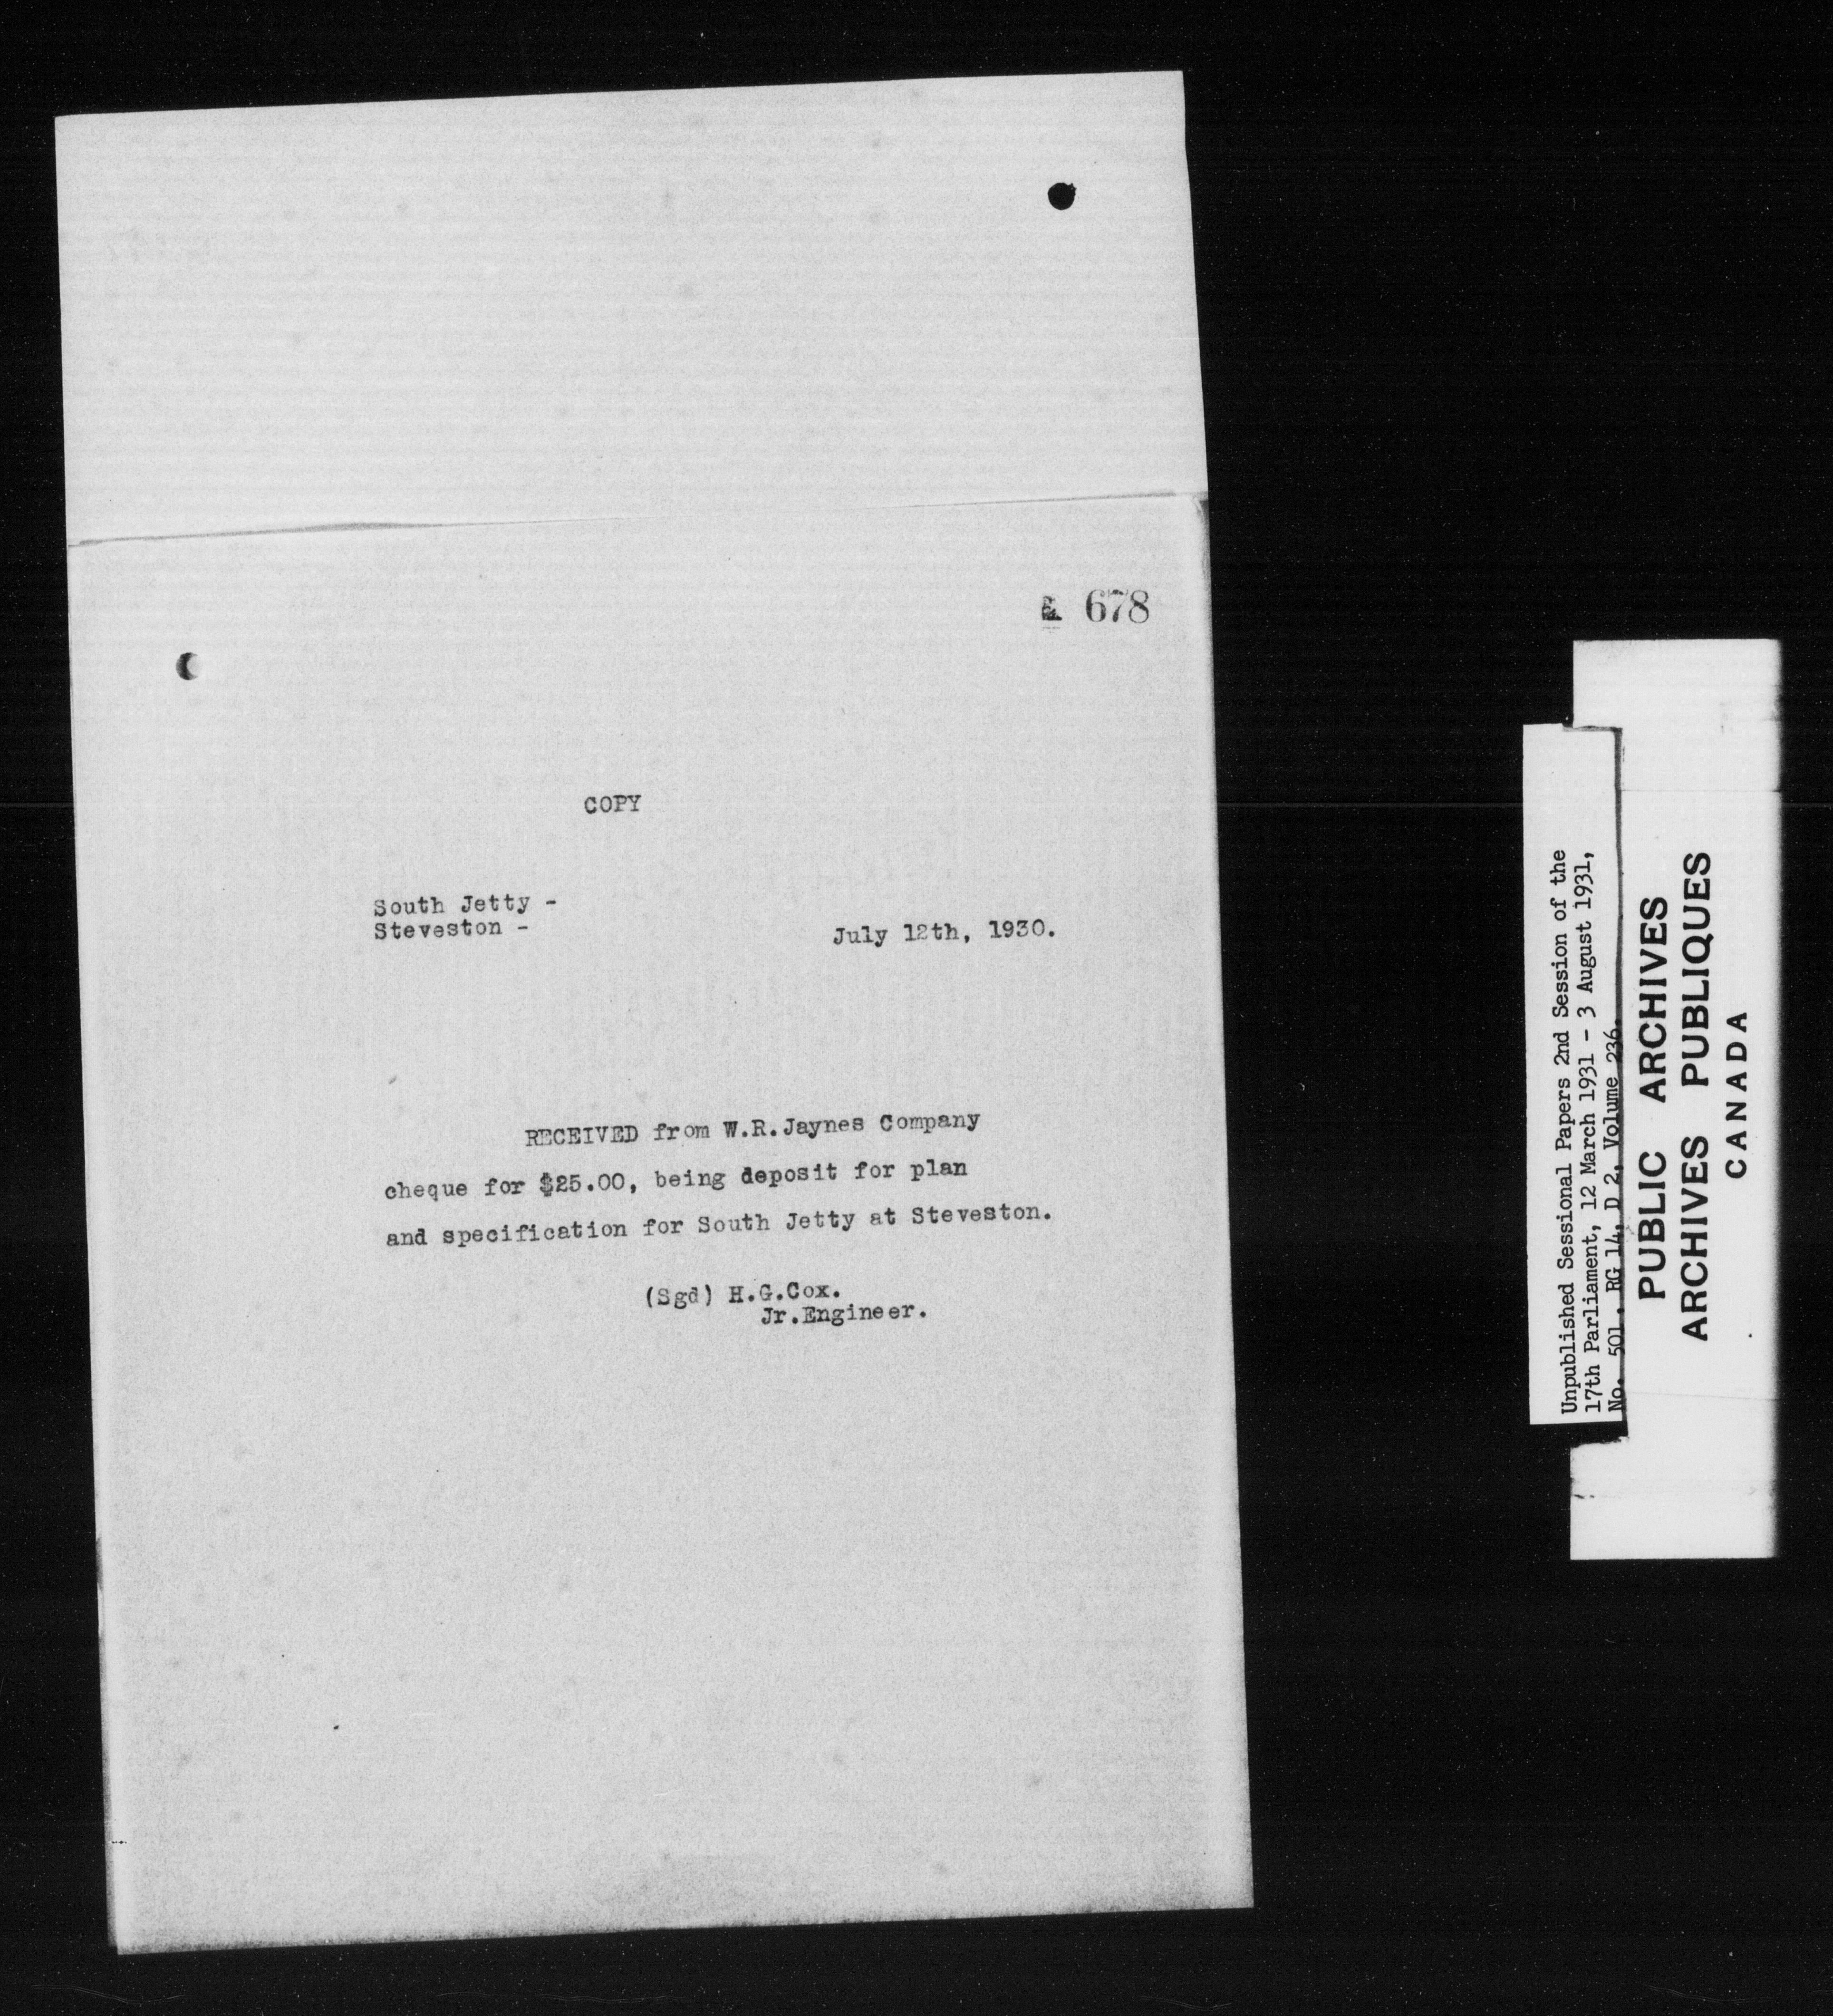 678
COPY
South Jetty -
Steveston -
July 12th, 1930.
RECEIVED from W.R.Jaynes Company
cheque for $25.00, being deposit for plan
and specification for South Jetty at Steveston.
(Sgd) H.G.Cox.
Jr.Engineer.
Unpublished Sessional Papers 2nd Session of the
17th Parliament, 12 March 1931 - 3 August 1931,
No. 501 . RG 14, D 2, Volume 236.
PUBLIC ARCHIVES
ARCHIVES PUBLIQUES
CANADA